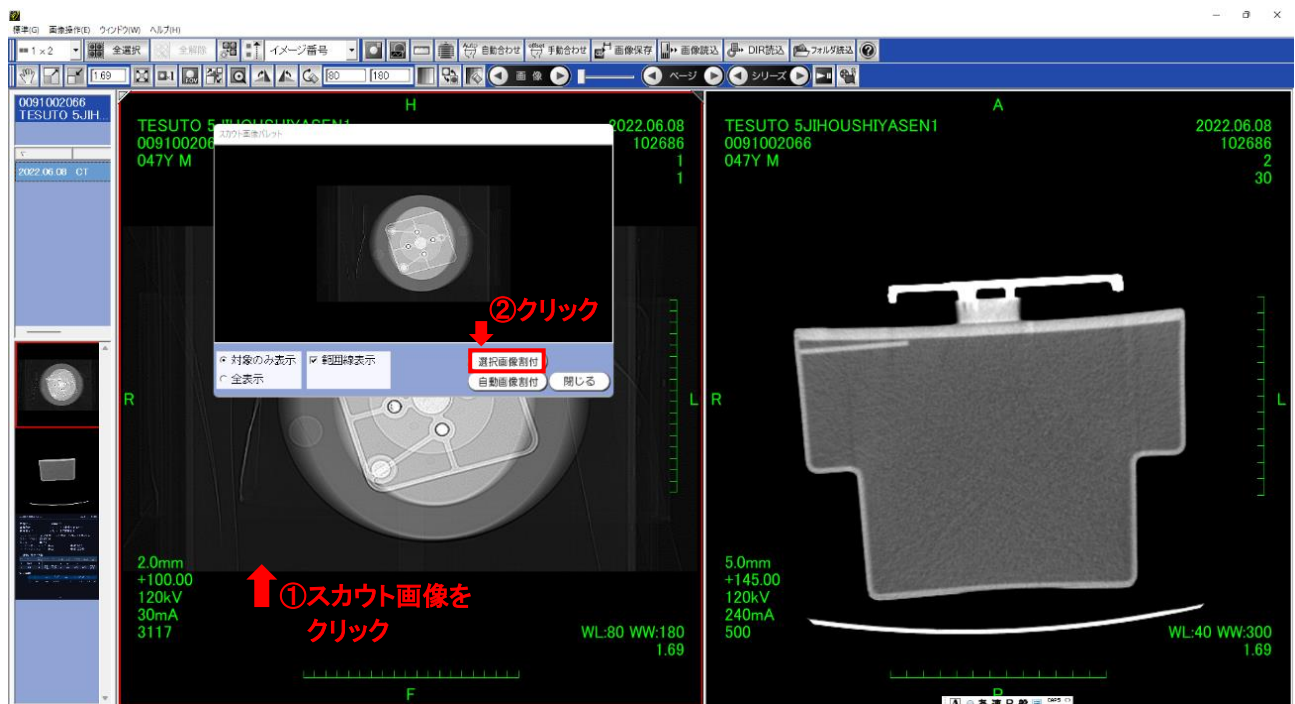 標準(G) 画像操作(E) ウィンドウ(W) ヘルプ(H)
1 × 2 全選択 全解除 イメージ番号 自動合わせ 手動合わせ 画像保存 画像読込 DIR読込 フォルダ読込
1.69 80 180 画 像 ページ シリーズ
0091002066
TESUTO 5JIH...
2022.06.08 CT
H
TESUTO 5JIHOUSHIYASEN1
00910020
047Y M
2022.06.08
102686
1
1
スカウト画像パレット
②クリック
対象のみ表示
全表示
範囲線表示
選択画像割付
自動画像割付 閉じる
R
L
2.0mm
+100.00
120kV
30mA
3117
①スカウト画像を
クリック
WL:80 WW:180
1.69
F
A
TESUTO 5JIHOUSHIYASEN1
0091002066
047Y M
2022.06.08
102686
2
30
R
L
5.0mm
+145.00
120kV
240mA
500
WL:40 WW:300
1.69